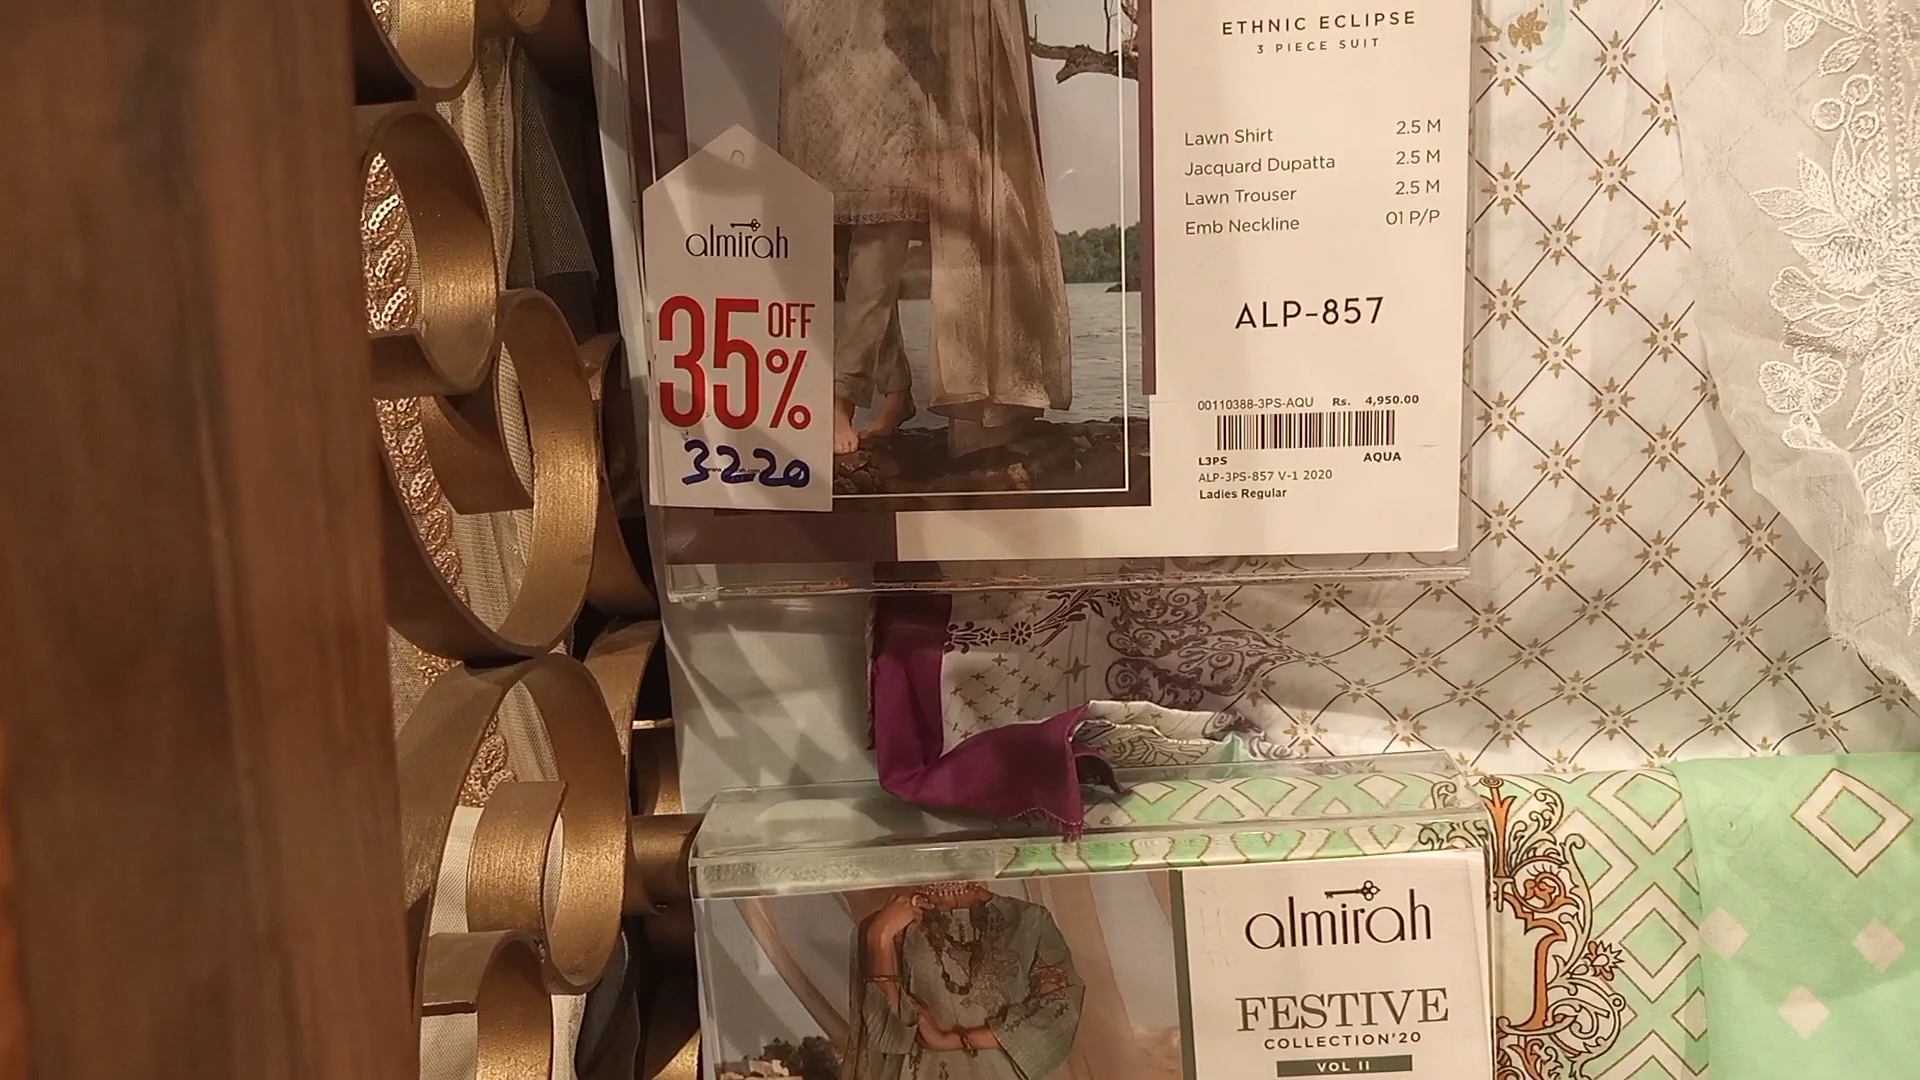 ETHNIC ECLIPSE
3 PIECE SUIT
Lawn Shirt 2.5 M
Jacquard Dupatta 2.5 M
Lawn Trouser 2.5 M
Emb Neckline 01 P/P
ALP-857
00110388-3PS-AQU Rs. 4,950.00
L3PS AQUA
ALP-3PS-857 V-1 2020
Ladies Regular
almirah
35% OFF
3220
almirah
FESTIVE
COLLECTION'20
VOL II